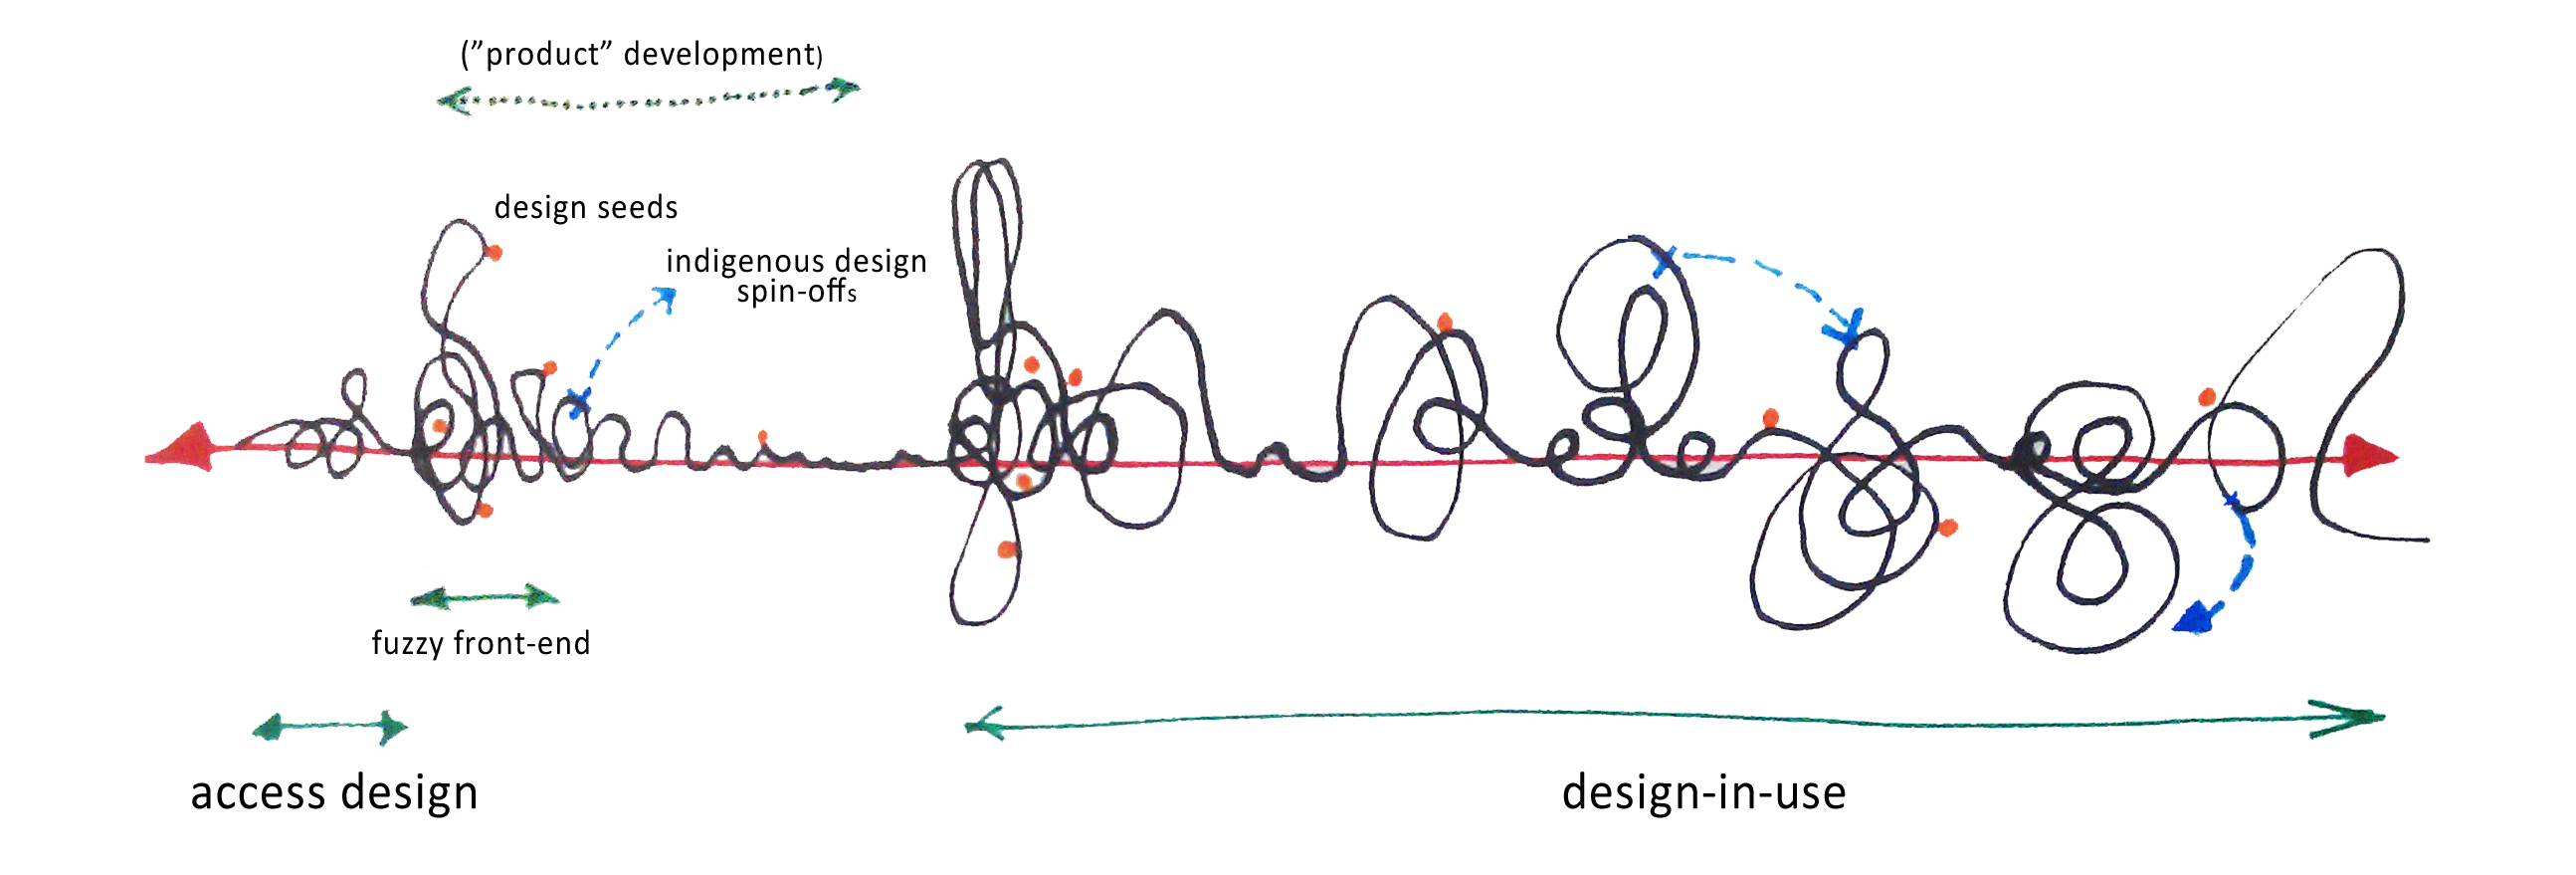 (”product” development)
design seeds
indigenous design
spin-offs
fuzzy front-end
access design
design-in-use